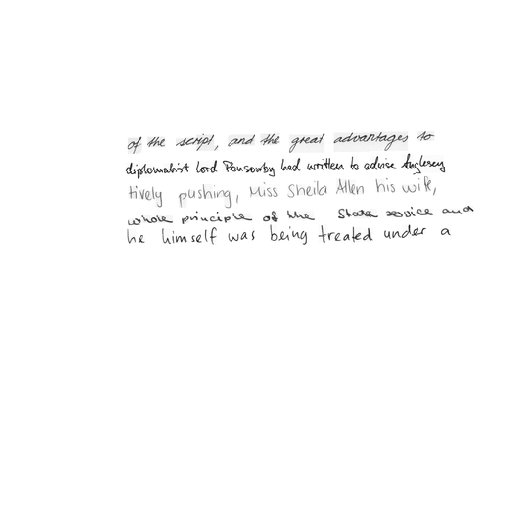 of the script, and the great advantages to
diplomatist Lord Ponsonby had written to advise Anglesey
tively pushing, Miss Sheila Allen his wife,
whole principle of the State service and
he himself was being treated under a